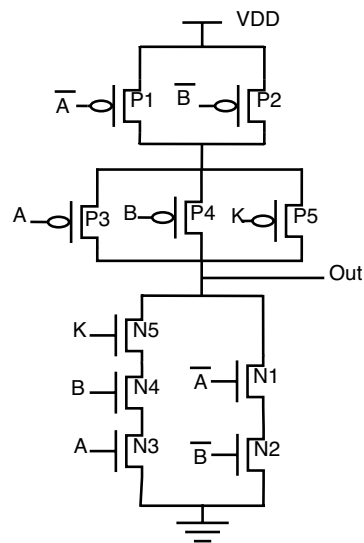 VDD
A̅ P1 B̅ P2
A P3 B P4 K P5
Out
K N5
A̅ N1
B N4
B̅ N2
A N3